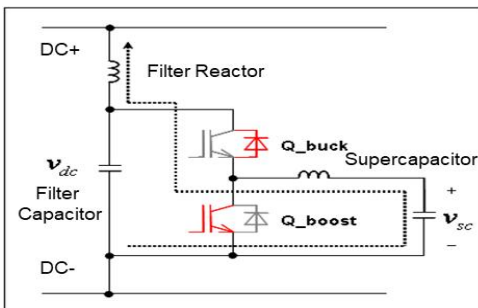 DC+
Filter Reactor
Q_buck
Supercapacitor
v_dc
Filter
Capacitor
Q_boost
+
v_sc
−
DC-